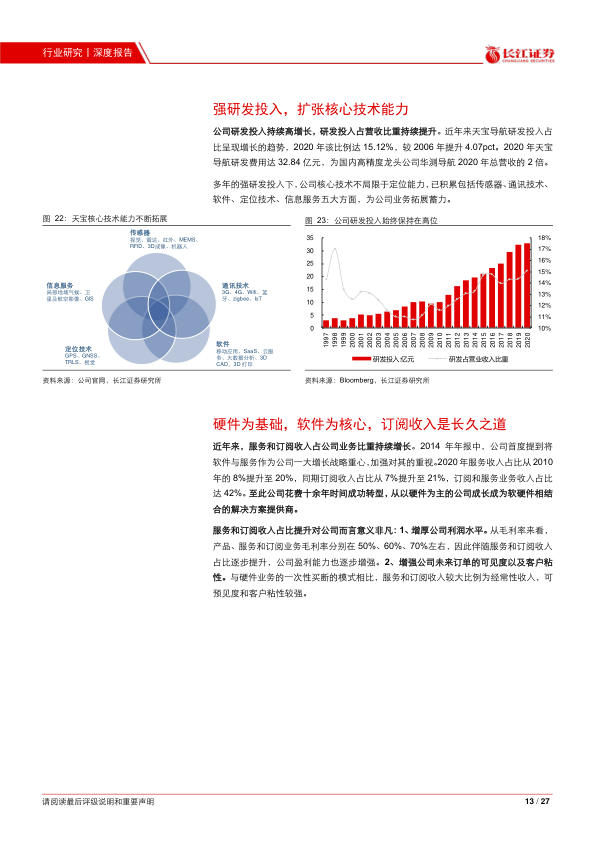 行业研究丨深度报告
长江证券
CHANGJIANG SECURITIES
强研发投入，扩张核心技术能力
公司研发投入持续高增长，研发投入占营收比重持续提升。近年来天宝导航研发投入占
比呈现增长的趋势，2020 年该比例达 15.12%，较 2006 年提升 4.07pct。2020 年天宝
导航研发费用达 32.84 亿元，为国内高精度龙头公司华测导航 2020 年总营收的 2 倍。
多年的强研发投入下，公司核心技术不局限于定位能力，已积累包括传感器、通讯技术、
软件、定位技术、信息服务五大方面，为公司业务拓展蓄力。
图 22：天宝核心技术能力不断拓展
传感器
视觉、雷达、红外、MEMS、
RFID、3D成像、机器人
信息服务
局部地域气候、卫
星及航空影像、GIS
通讯技术
3G、4G、Wifi、蓝
牙、zigbee、IoT
定位技术
GPS、GNSS、
TRLS、视觉
软件
移动应用、SaaS、云服
务、大数据分析、3D
CAD、3D 打印
资料来源：公司官网，长江证券研究所
图 23：公司研发投入始终保持在高位
35
30
25
20
15
10
5
0
18%
17%
16%
15%
14%
13%
12%
11%
10%
1997 1998 1999 2000 2001 2002 2003 2004 2005 2006 2007 2008 2009 2010 2011 2012 2013 2014 2015 2016 2017 2018 2019 2020
研发投入/亿元 研发占营业收入比重
资料来源：Bloomberg，长江证券研究所
硬件为基础，软件为核心，订阅收入是长久之道
近年来，服务和订阅收入占公司业务比重持续增长。2014 年年报中，公司首度提到将
软件与服务作为公司一大增长战略重心，加强对其的重视。2020 年服务收入占比从 2010
年的 8%提升至 20%，同期订阅收入占比从 7%提升至 21%，订阅和服务业务收入占比
达 42%。至此公司花费十余年时间成功转型，从以硬件为主的公司成长成为软硬件相结
合的解决方案提供商。
服务和订阅收入占比提升对公司而言意义非凡：1、增厚公司利润水平。从毛利率来看，
产品、服务和订阅业务毛利率分别在 50%、60%、70%左右，因此伴随服务和订阅收入
占比逐步提升，公司盈利能力也逐步增强。2、增强公司未来订单的可见度以及客户粘
性。与硬件业务的一次性买断的模式相比，服务和订阅收入较大比例为经常性收入，可
预见度和客户粘性较强。
请阅读最后评级说明和重要声明
13 / 27